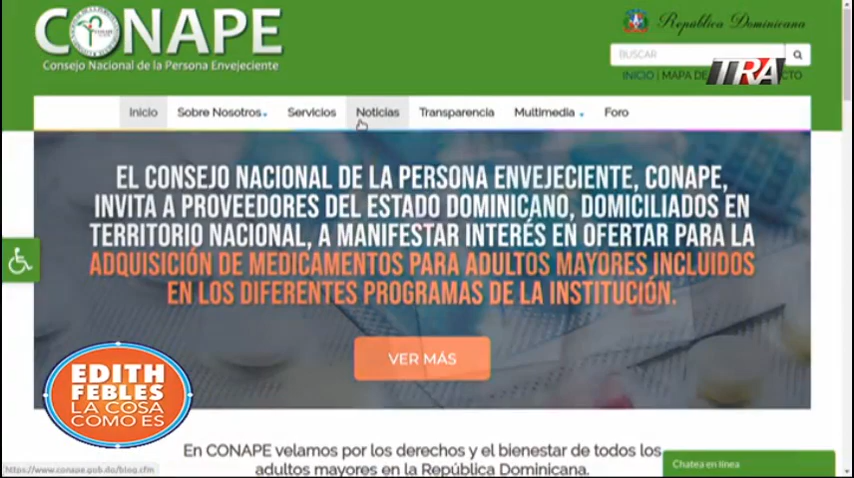 CONAPE
Consejo Nacional de la Persona Envejeciente
República Dominicana
BUSCAR
INICIO | MAPA DE
TRA
CTO
Inicio
Sobre Nosotros
Servicios
Noticias
Transparencia
Multimedia
Foro
EL CONSEJO NACIONAL DE LA PERSONA ENVEJECIENTE, CONAPE,
INVITA A PROVEEDORES DEL ESTADO DOMINICANO, DOMICILIADOS EN
TERRITORIO NACIONAL, A MANIFESTAR INTERÉS EN OFERTAR PARA LA
ADQUISICIÓN DE MEDICAMENTOS PARA ADULTOS MAYORES INCLUIDOS
EN LOS DIFERENTES PROGRAMAS DE LA INSTITUCIÓN.
VER MÁS
EDITH
FEBLES
LA COSA
COMO ES
En CONAPE velamos por los derechos y el bienestar de todos los
adultos mayores en la República Dominicana.
https://www.conape.gob.do/blog.cfm
Chatea en línea